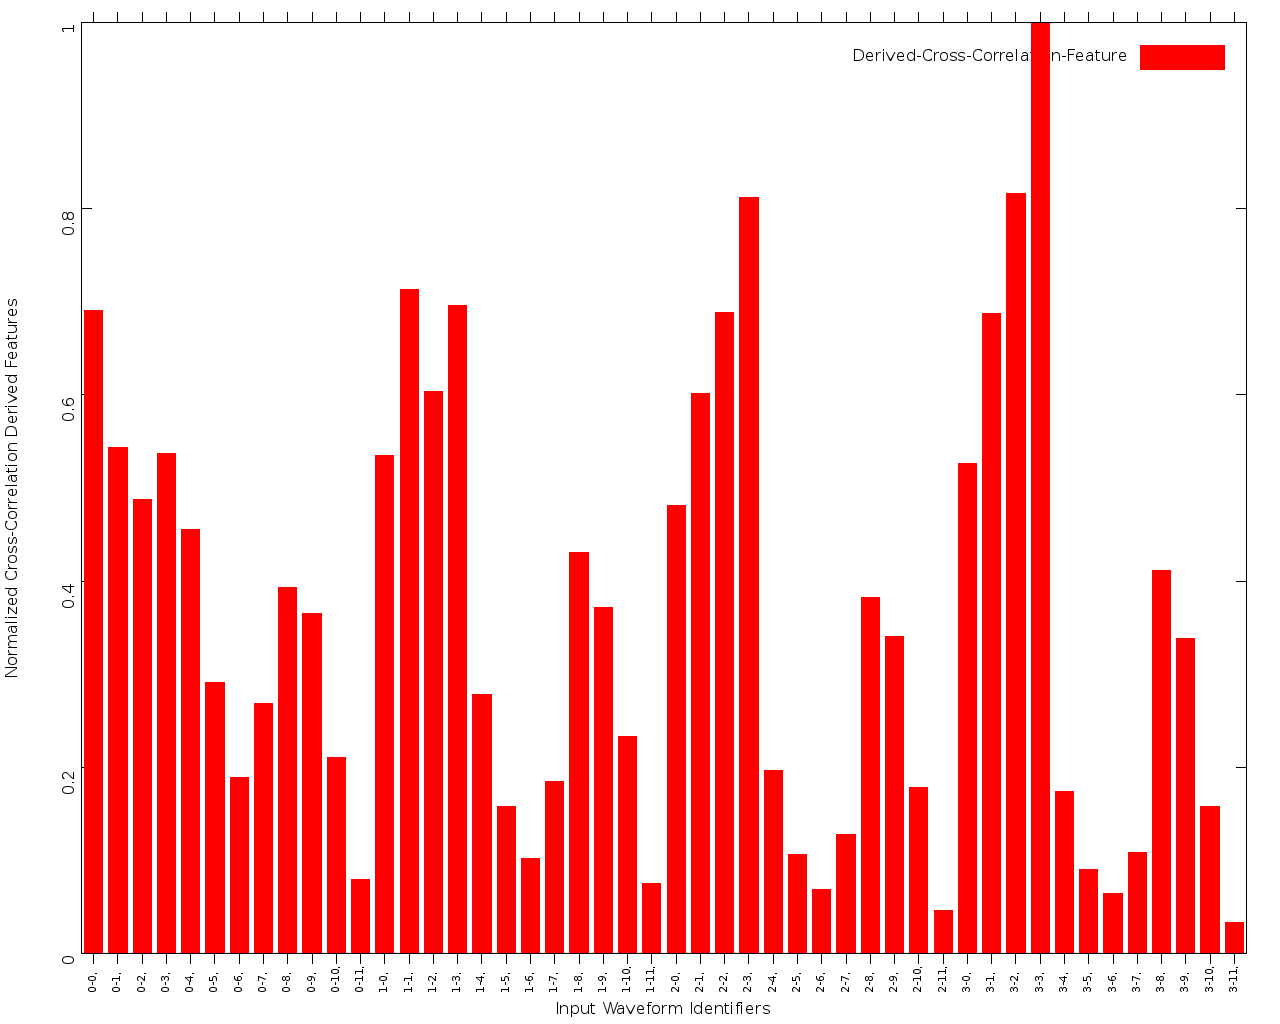 Normalized Cross-Correlation Derived Features
1
0.8
0.6
0.4
0.2
0
Derived-Cross-Correlation-Feature
0-0, 0-1, 0-2, 0-3, 0-4, 0-5, 0-6, 0-7, 0-8, 0-9, 0-10, 0-11, 1-0, 1-1, 1-2, 1-3, 1-4, 1-5, 1-6, 1-7, 1-8, 1-9, 1-10, 1-11, 2-0, 2-1, 2-2, 2-3, 2-4, 2-5, 2-6, 2-7, 2-8, 2-9, 2-10, 2-11, 3-0, 3-1, 3-2, 3-3, 3-4, 3-5, 3-6, 3-7, 3-8, 3-9, 3-10, 3-11,
Input Waveform Identifiers